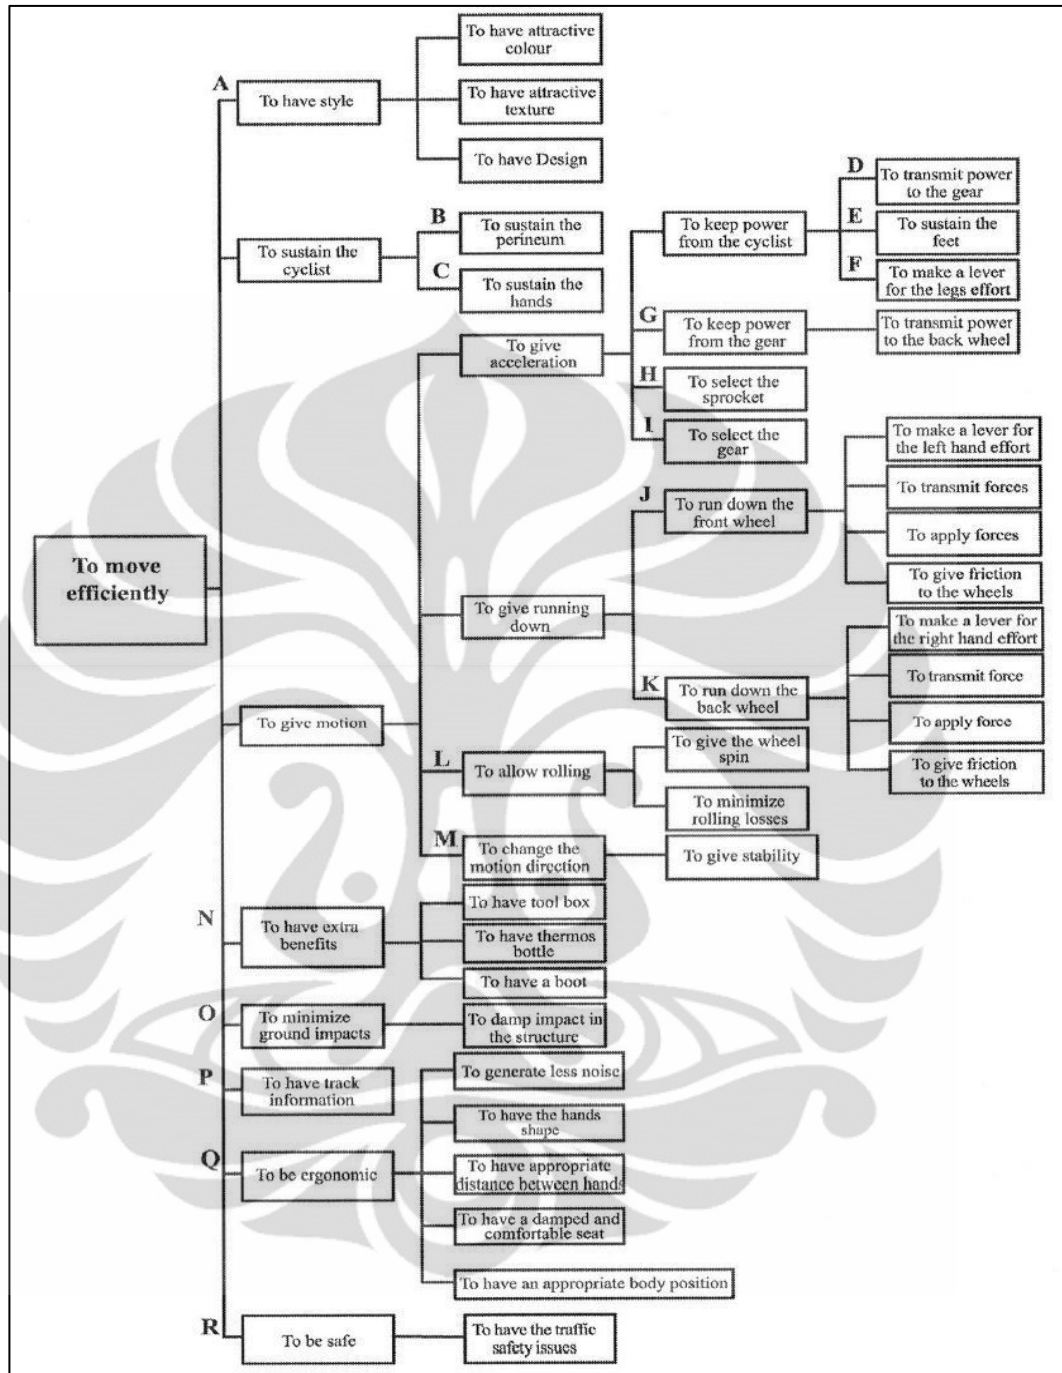 To have attractive
colour
A
To have style
To have attractive
texture
To have Design
D
To transmit power
to the gear
B
To sustain the
perineum
To keep power
from the cyclist
E
To sustain the
feet
To sustain the
cyclist
C
To sustain the
hands
F
To make a lever
for the legs effort
G
To give
acceleration
To keep power
from the gear
To transmit power
to the back wheel
H
To select the
sprocket
I
To select the
gear
To make a lever for
the left hand effort
J
To run down the
front wheel
To transmit forces
To apply forces
To move
efficiently
To give friction
to the wheels
To give running
down
To make a lever for
the right hand effort
K
To run down the
back wheel
To transmit force
To give motion
To apply force
L
To allow rolling
To give the wheel
spin
To give friction
to the wheels
To minimize
rolling losses
M
To change the
motion direction
To give stability
N
To have extra
benefits
To have tool box
To have thermos
bottle
To have a boot
O
To minimize
ground impacts
To damp impact in
the structure
P
To have track
information
To generate less noise
To have the hands
shape
Q
To be ergonomic
To have appropriate
distance between hands
To have a damped and
comfortable seat
To have an appropriate body position
R
To be safe
To have the traffic
safety issues